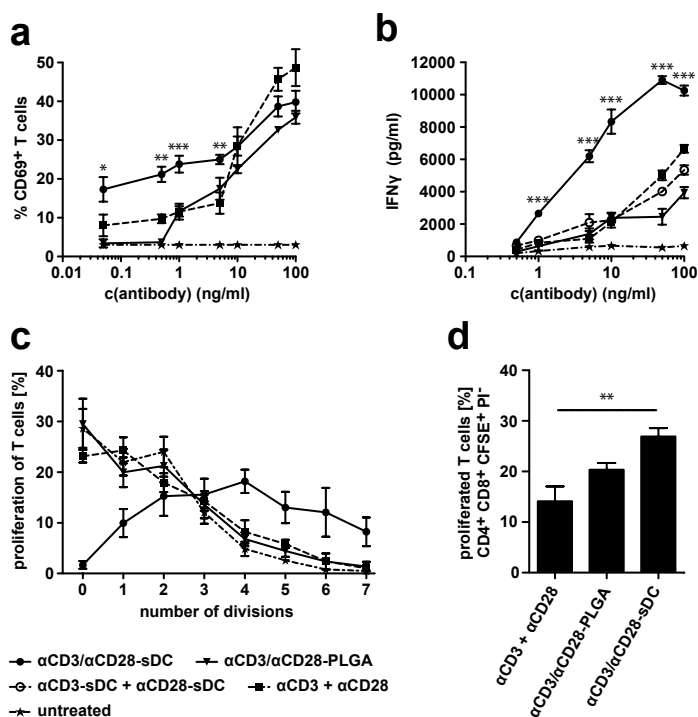 a
% CD69⁺ T cells
50
40
30
20
10
0
* ** *** **
0.01 0.1 1 10 100
c(antibody) (ng/ml)
b
IFNγ (pg/ml)
12000
10000
8000
6000
4000
2000
0
*** *** *** *** ***
0.1 1 10 100
c(antibody) (ng/ml)
c
proliferation of T cells [%]
40
30
20
10
0
0 1 2 3 4 5 6 7
number of divisions
αCD3/αCD28-sDC αCD3/αCD28-PLGA
αCD3-sDC + αCD28-sDC αCD3 + αCD28
untreated
d
proliferated T cells [%]
CD4⁺ CD8⁺ CFSE⁺ PI⁻
40
30
20
10
0
**
αCD3 + αCD28
αCD3/αCD28-PLGA
αCD3/αCD28-sDC